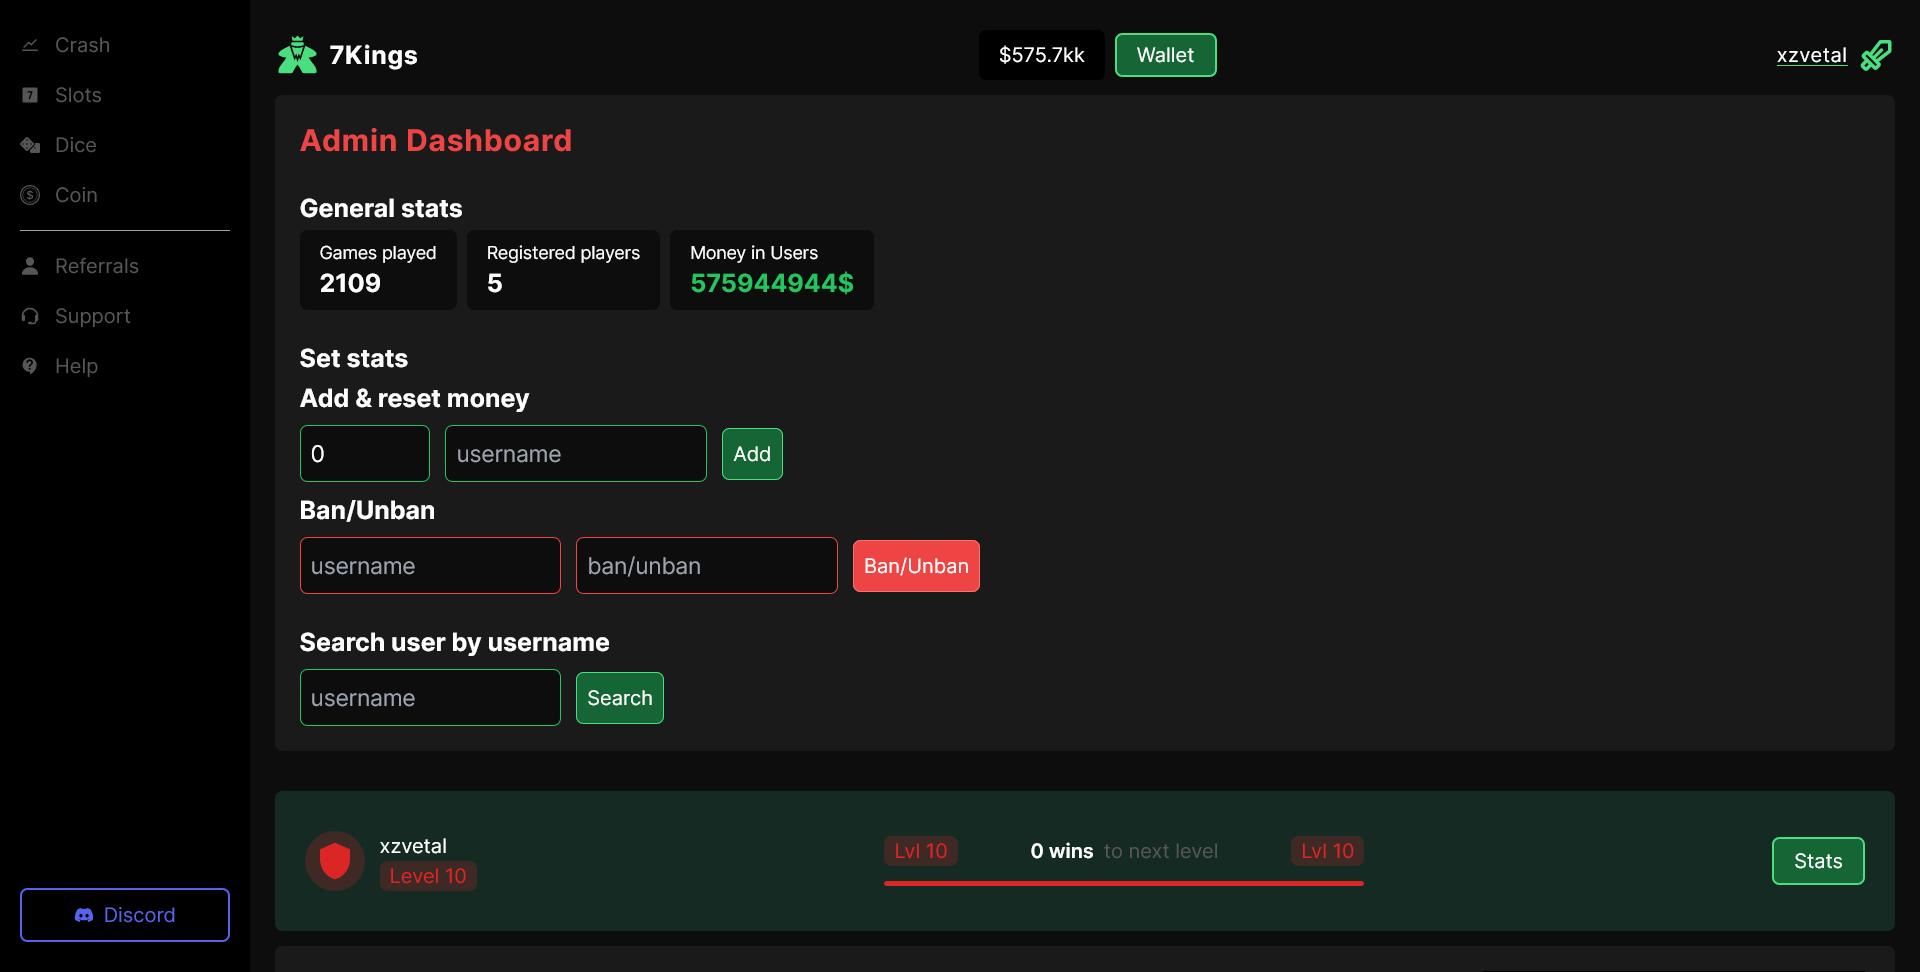 Crash
Slots
Dice
Coin
Referrals
Support
Help
Discord
7Kings
$575.7kk
Wallet
xzvetal
Admin Dashboard
General stats
Games played
2109
Registered players
5
Money in Users
575944944$
Set stats
Add & reset money
0
username
Add
Ban/Unban
username
ban/unban
Ban/Unban
Search user by username
username
Search
xzvetal
Level 10
Lvl 10
0 wins to next level
Lvl 10
Stats